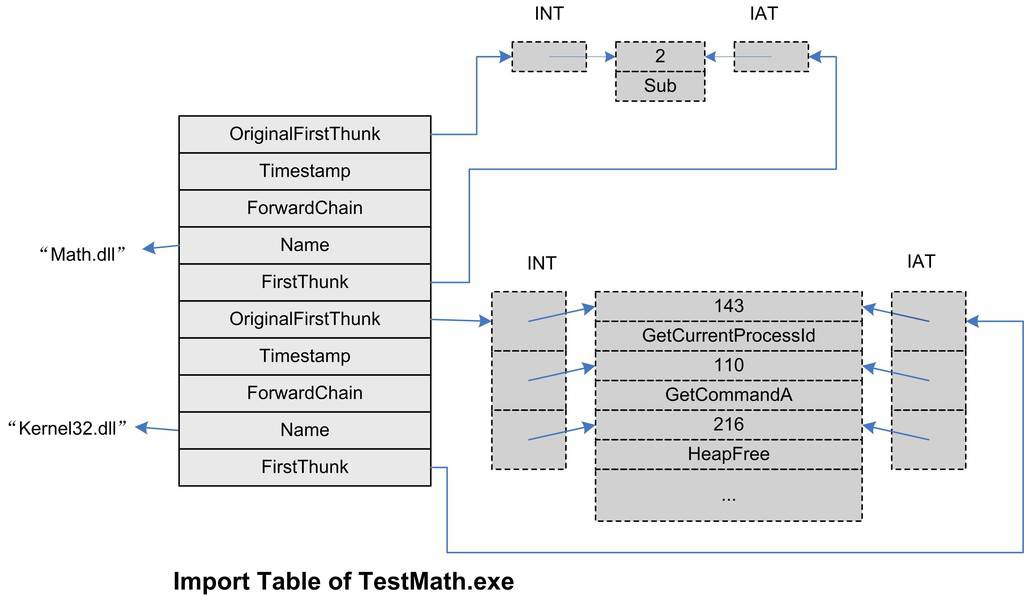 INT
IAT
2
Sub
OriginalFirstThunk
Timestamp
ForwardChain
Name
FirstThunk
“Math.dll”
OriginalFirstThunk
Timestamp
ForwardChain
Name
FirstThunk
“Kernel32.dll”
INT
IAT
143
GetCurrentProcessId
110
GetCommandA
216
HeapFree
...
Import Table of TestMath.exe